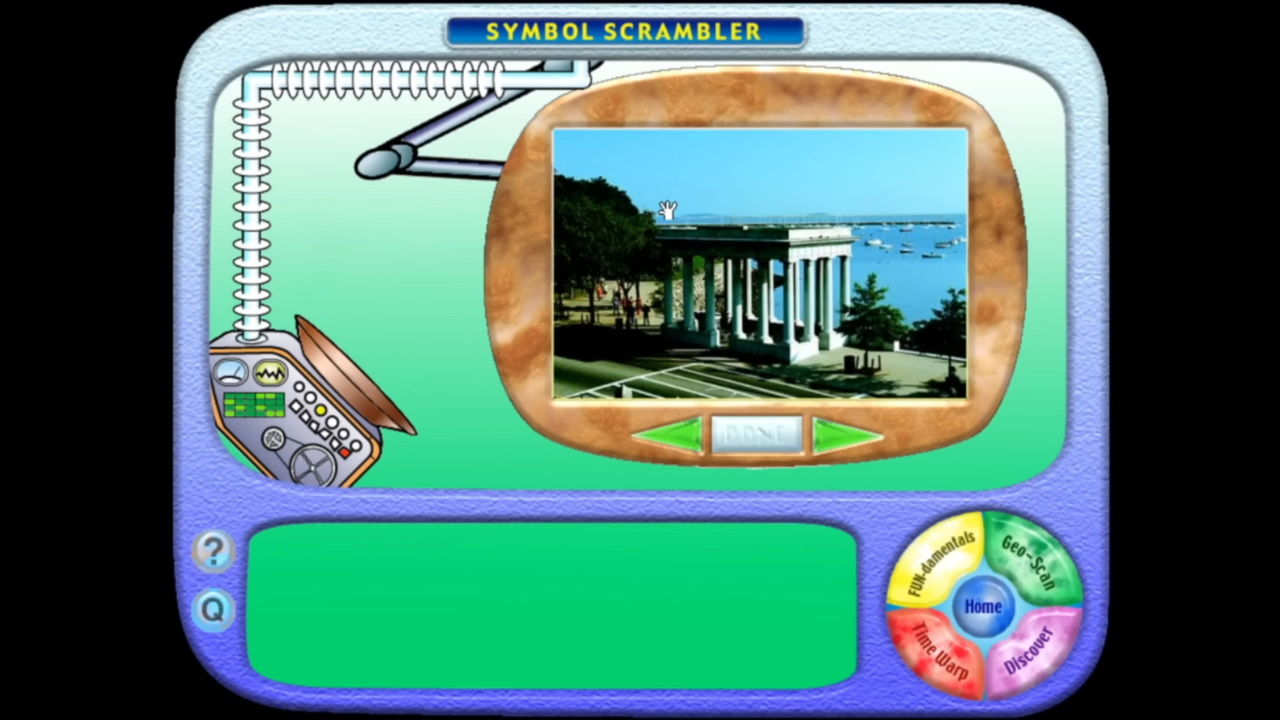 SYMBOL SCRAMBLER
DONE
?
Q
FUN-damentals
Geo-Scan
Home
Time Warp
Discover